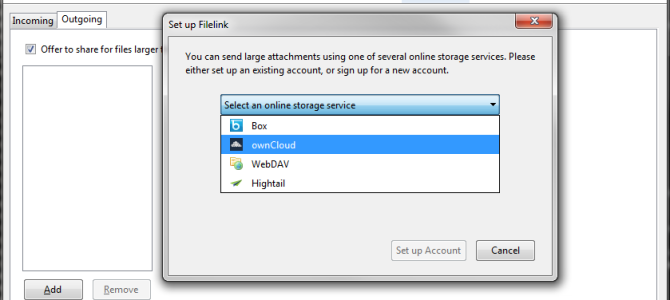 Incoming
Outgoing
Offer to share for files larger
Set up Filelink
You can send large attachments using one of several online storage services. Please
either set up an existing account, or sign up for a new account.
Select an online storage service
Box
ownCloud
WebDAV
Hightail
Set up Account
Cancel
Add
Remove